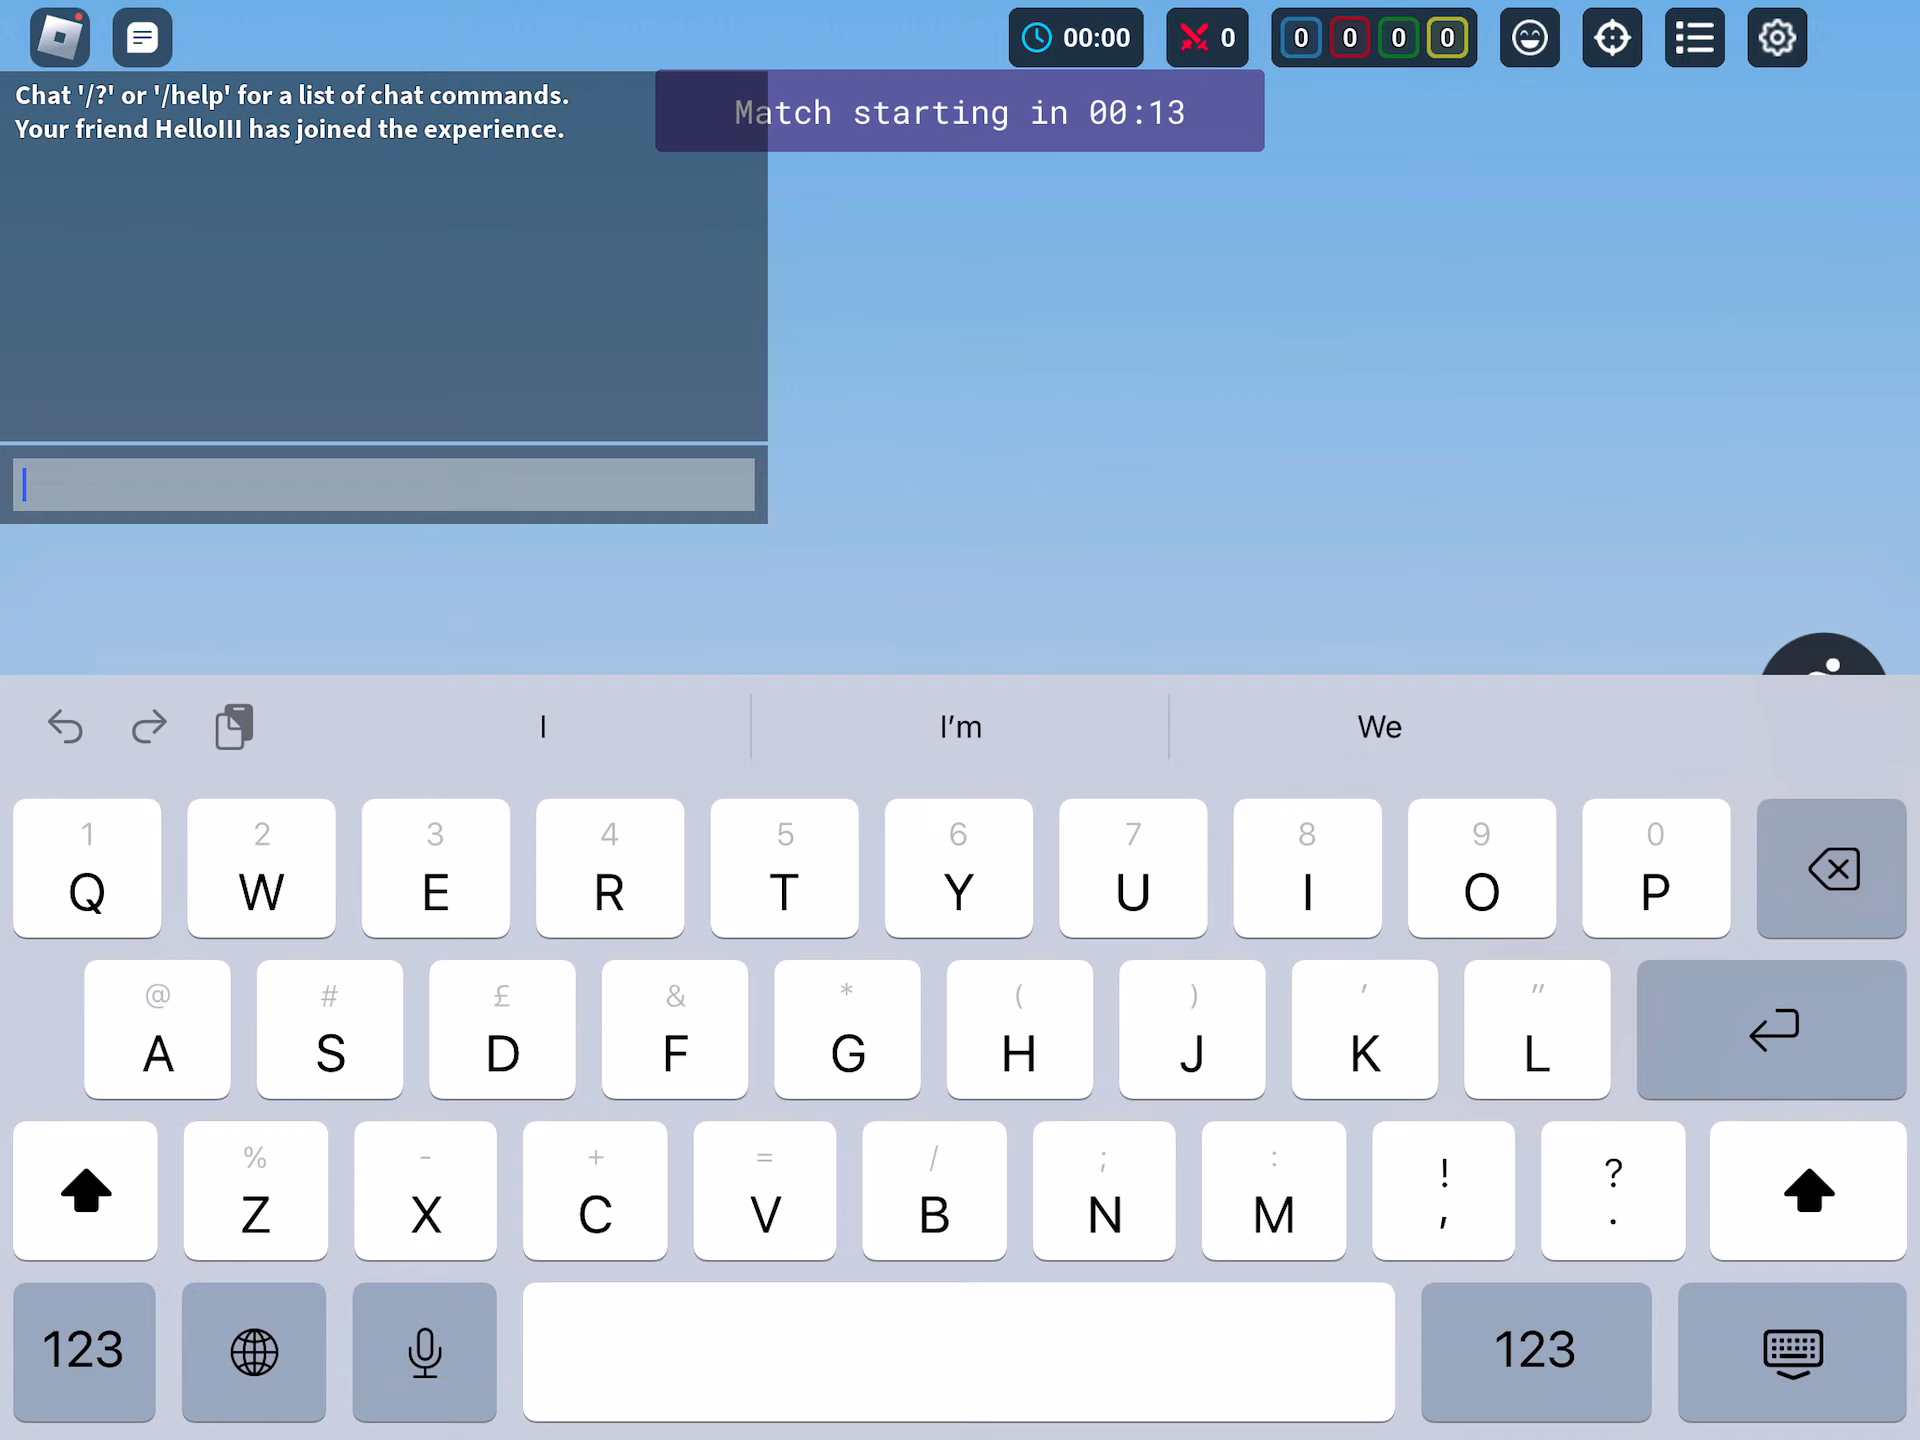 00:00
0
0 0 0 0
Chat '/?' or '/help' for a list of chat commands.
Your friend HelloIII has joined the experience.
Match starting in 00:13
I I'm We
1 2 3 4 5 6 7 8 9 0
Q W E R T Y U I O P
@ # £ & * ( ) ' "
A S D F G H J K L
% - + = / ; : ! ?
Z X C V B N M , .
123 123